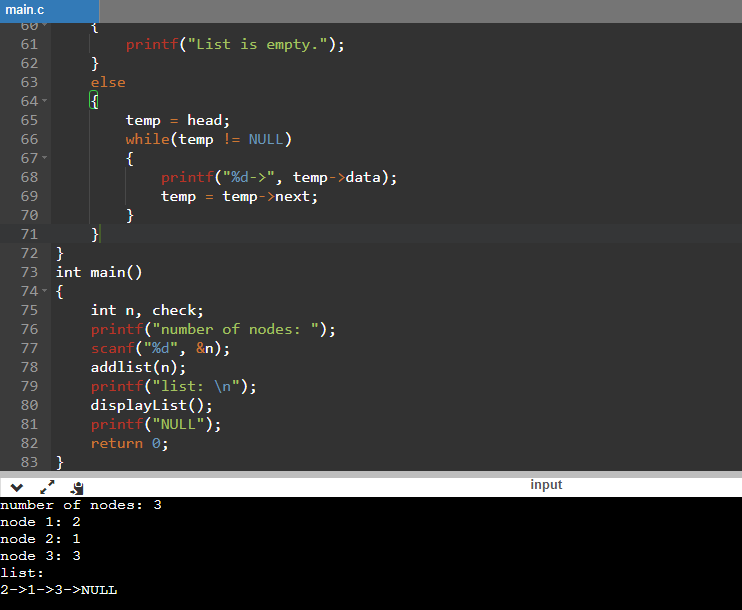 main.c
60 {
61 printf("List is empty.");
62 }
63 else
64 {
65 temp = head;
66 while(temp != NULL)
67 {
68 printf("%d->", temp->data);
69 temp = temp->next;
70 }
71 }
72 }
73 int main()
74 {
75 int n, check;
76 printf("number of nodes: ");
77 scanf("%d", &n);
78 addlist(n);
79 printf("list: \n");
80 displayList();
81 printf("NULL");
82 return 0;
83 }
input
number of nodes: 3
node 1: 2
node 2: 1
node 3: 3
list:
2->1->3->NULL